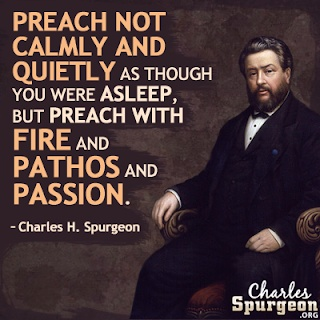 PREACH NOT
CALMLY AND
QUIETLY AS THOUGH
YOU WERE ASLEEP,
BUT PREACH WITH
FIRE AND
PATHOS AND
PASSION.
- Charles H. Spurgeon
Charles
Spurgeon
.ORG